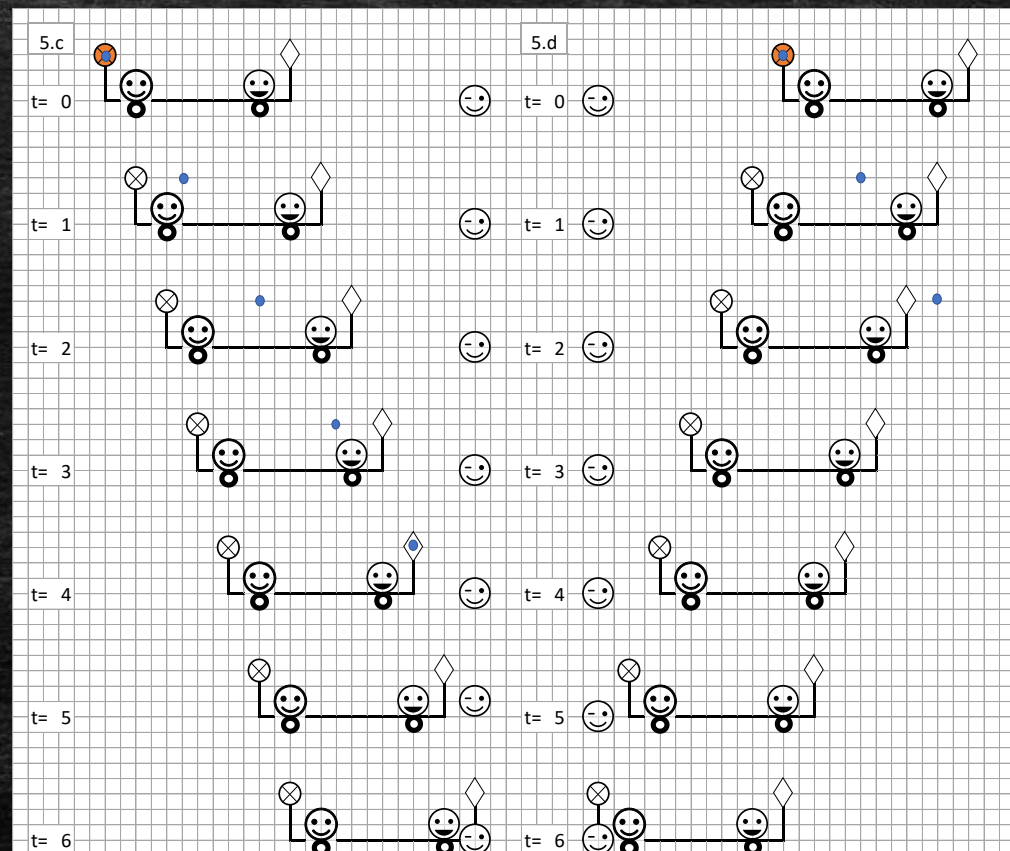 5.c
t= 0
t= 1
t= 2
t= 3
t= 4
t= 5
t= 6
5.d
t= 0
t= 1
t= 2
t= 3
t= 4
t= 5
t= 6